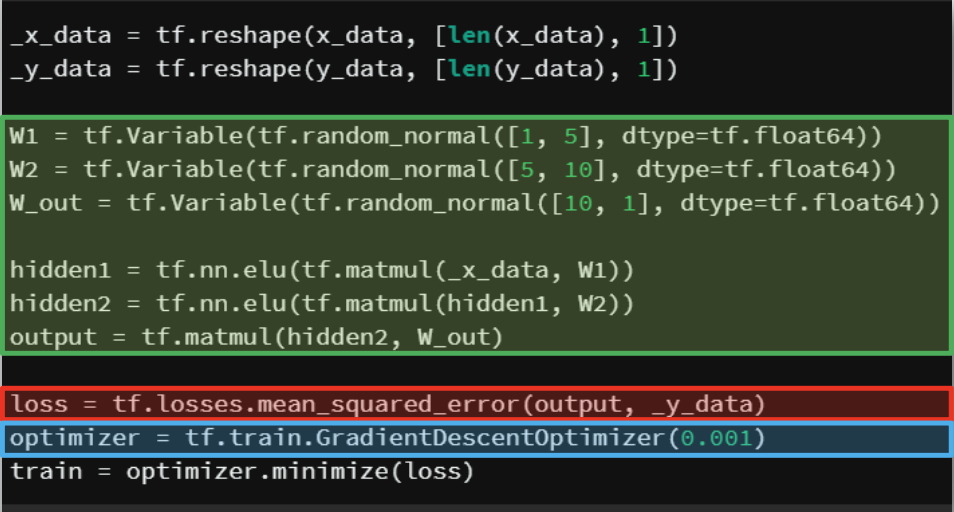 _x_data = tf.reshape(x_data, [len(x_data), 1])
_y_data = tf.reshape(y_data, [len(y_data), 1])
W1 = tf.Variable(tf.random_normal([1, 5], dtype=tf.float64))
W2 = tf.Variable(tf.random_normal([5, 10], dtype=tf.float64))
W_out = tf.Variable(tf.random_normal([10, 1], dtype=tf.float64))
hidden1 = tf.nn.elu(tf.matmul(_x_data, W1))
hidden2 = tf.nn.elu(tf.matmul(hidden1, W2))
output = tf.matmul(hidden2, W_out)
loss = tf.losses.mean_squared_error(output, _y_data)
optimizer = tf.train.GradientDescentOptimizer(0.001)
train = optimizer.minimize(loss)